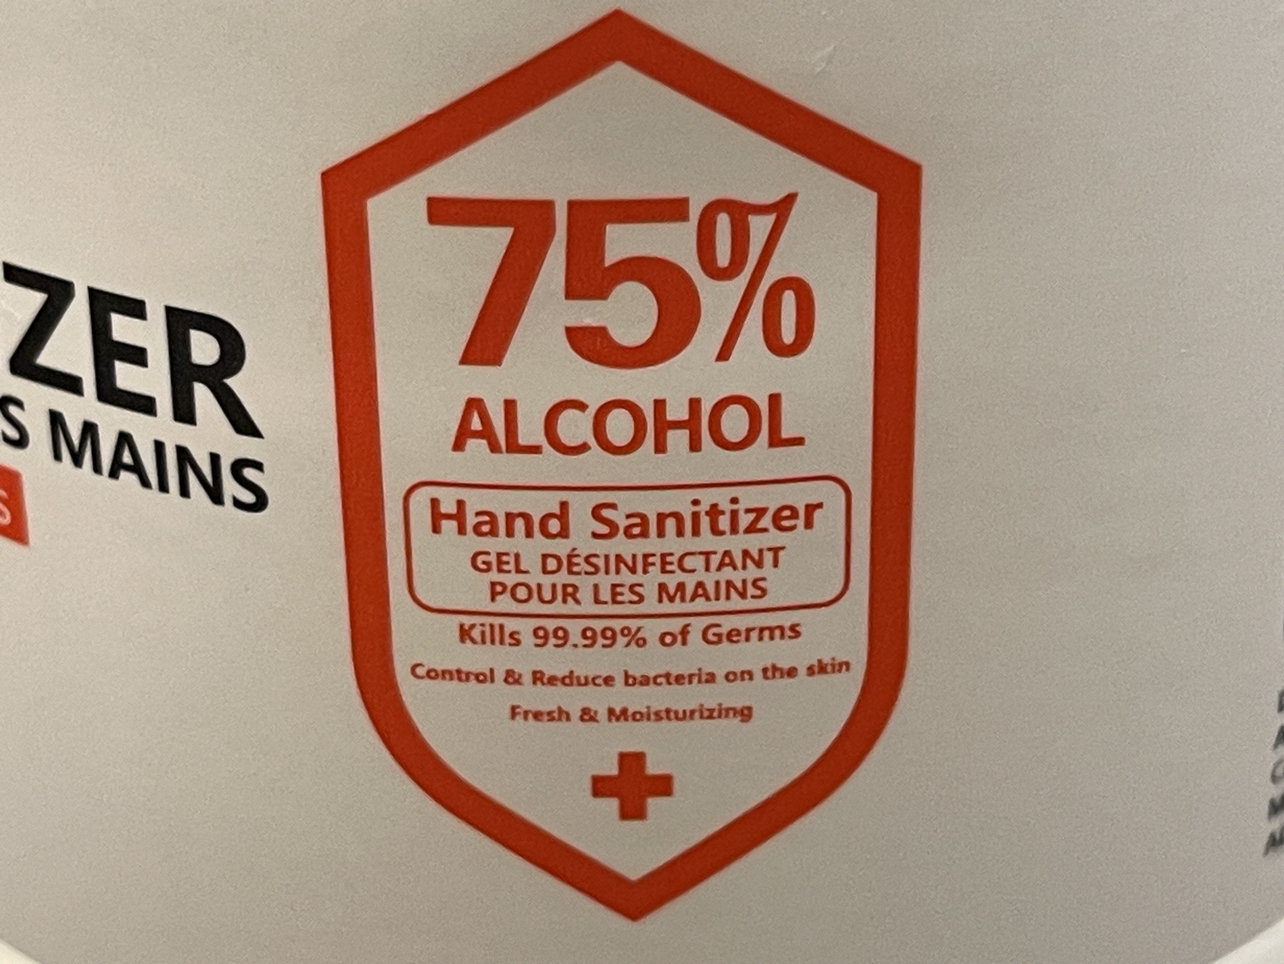 ZER
S MAINS
S
75%
ALCOHOL
Hand Sanitizer
GEL DÉSINFECTANT
POUR LES MAINS
Kills 99.99% of Germs
Control & Reduce bacteria on the skin
Fresh & Moisturizing